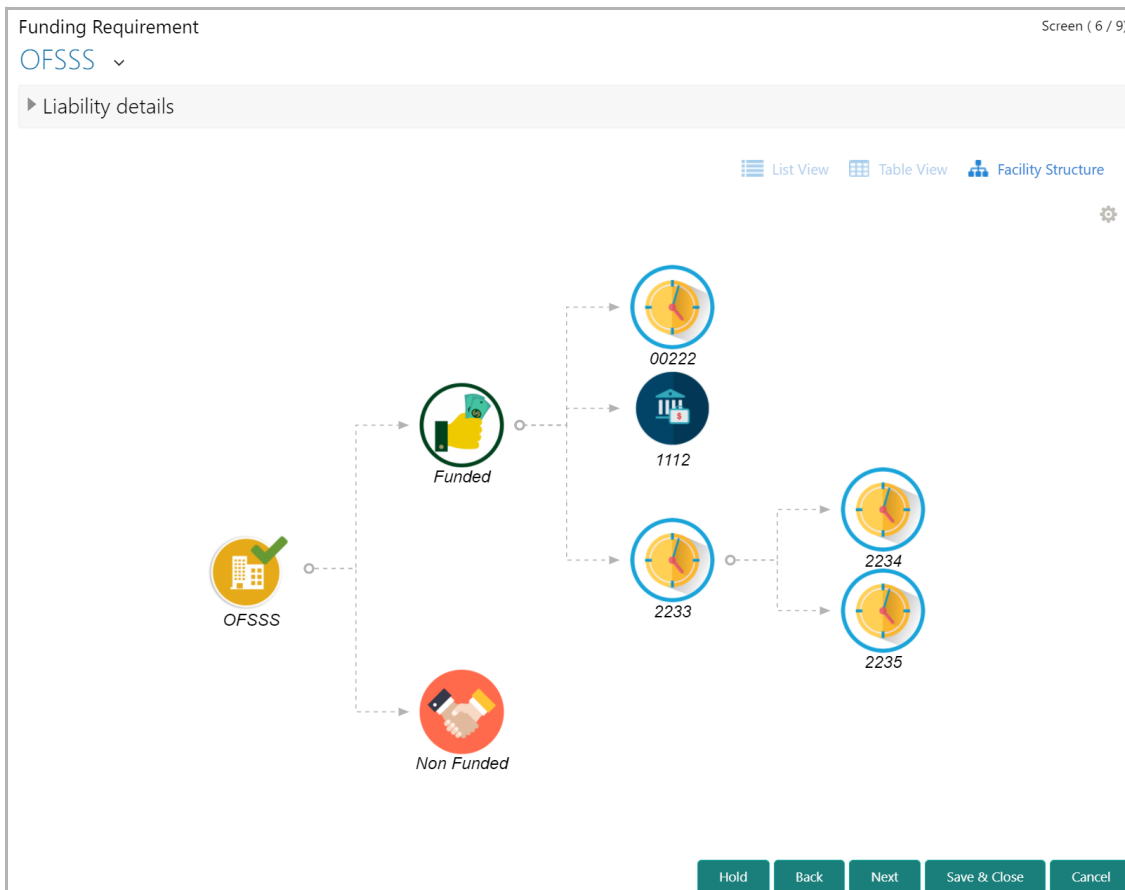 Funding Requirement
Screen ( 6 / 9)
OFSSS
Liability details
List View Table View Facility Structure
00222
1112
Funded
2234
2233
OFSSS
2235
Non Funded
Hold Back Next Save & Close Cancel